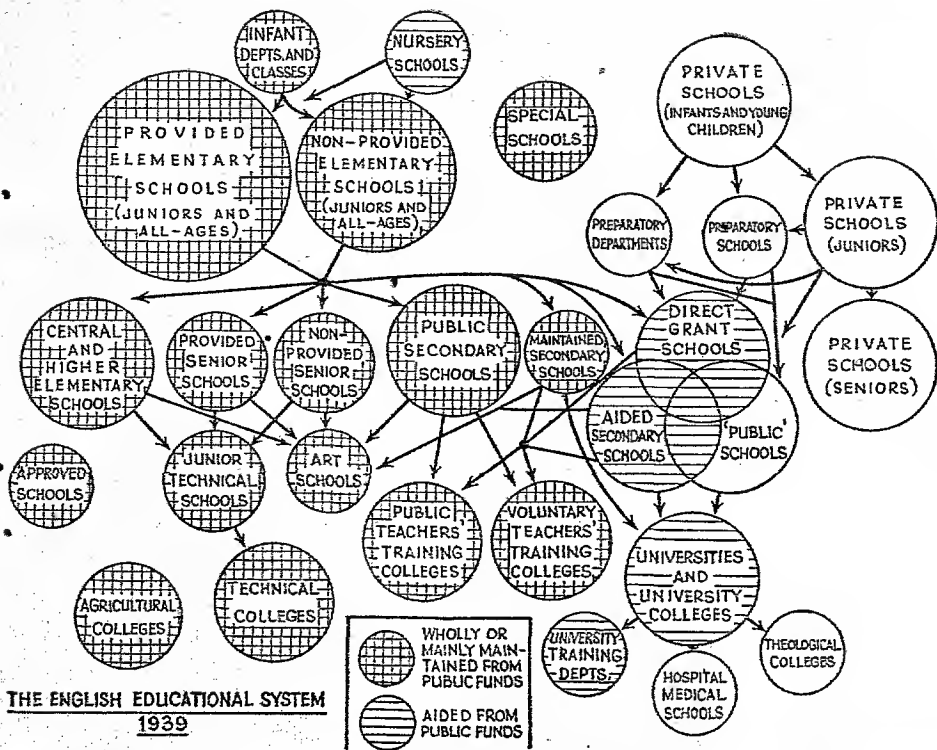 INFANT
DEPTS. AND
CLASSES
NURSERY
SCHOOLS
PRIVATE
SCHOOLS
(INFANTS AND YOUNG
CHILDREN)
PROVIDED
ELEMENTARY
SCHOOLS
(JUNIORS AND
ALL-AGES)
NON-PROVIDED
ELEMENTARY
SCHOOLS
(JUNIORS AND
ALL-AGES)
SPECIAL
SCHOOLS
PREPARATORY
DEPARTMENTS
PREPARATORY
SCHOOLS
PRIVATE
SCHOOLS
(JUNIORS)
CENTRAL
AND
HIGHER
ELEMENTARY
SCHOOLS
PROVIDED
SENIOR
SCHOOLS
NON-
PROVIDED
SENIOR
SCHOOLS
PUBLIC
SECONDARY
SCHOOLS
MAINTAINED
SECONDARY
SCHOOLS
DIRECT
GRANT
SCHOOLS
PRIVATE
SCHOOLS
(SENIORS)
AIDED
SECONDARY
SCHOOLS
'PUBLIC'
SCHOOLS
APPROVED
SCHOOLS
JUNIOR
TECHNICAL
SCHOOLS
ART
SCHOOLS
PUBLIC
TEACHERS'
TRAINING
COLLEGES
VOLUNTARY
TEACHERS'
TRAINING
COLLEGES
UNIVERSITIES
AND
UNIVERSITY
COLLEGES
AGRICULTURAL
COLLEGES
TECHNICAL
COLLEGES
UNIVERSITY
TRAINING
DEPTS.
HOSPITAL
MEDICAL
SCHOOLS
THEOLOGICAL
COLLEGES
WHOLLY OR
MAINLY MAIN-
TAINED FROM
PUBLIC FUNDS
AIDED FROM
PUBLIC FUNDS
THE ENGLISH EDUCATIONAL SYSTEM
1939